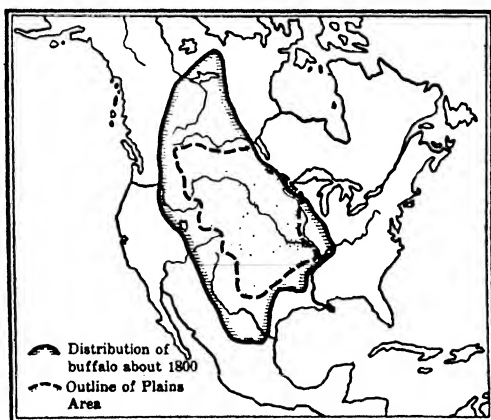 Distribution of
buffalo about 1800
Outline of Plains
Area